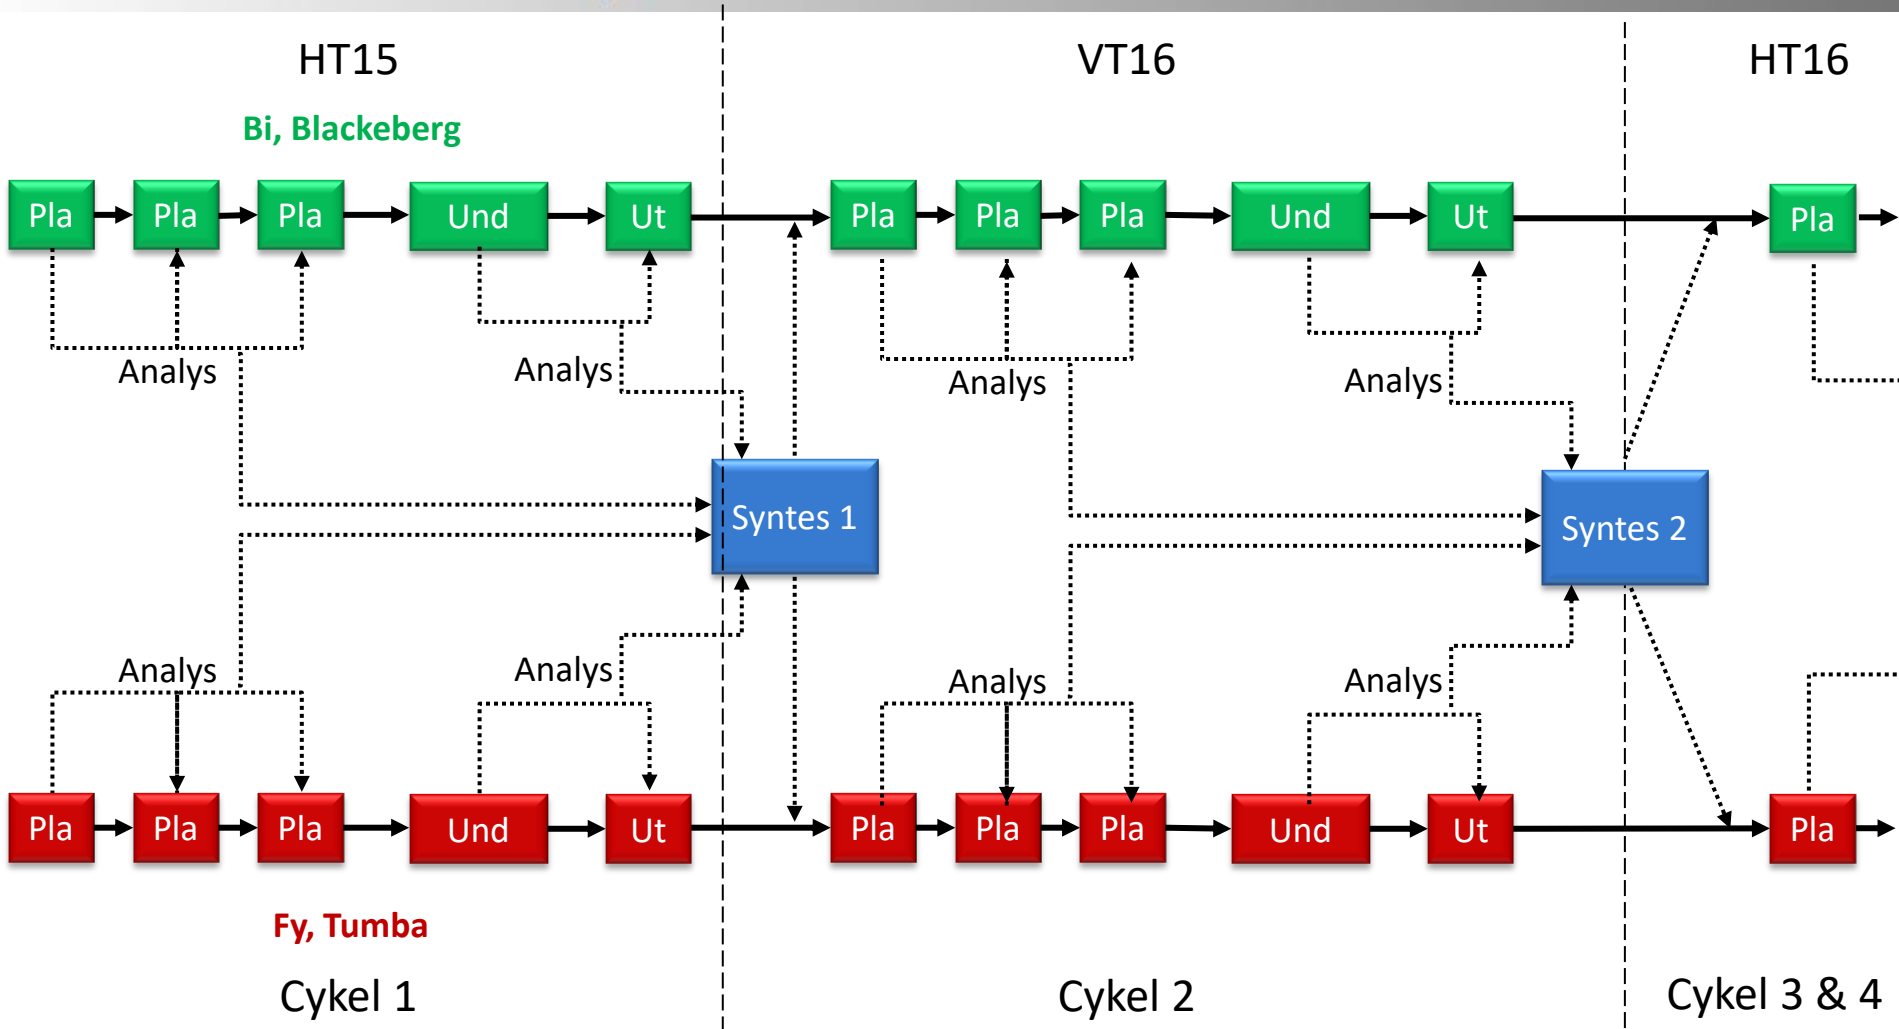 HT15
VT16
HT16
Bi, Blackeberg
Pla
Pla
Pla
Und
Ut
Pla
Pla
Pla
Und
Ut
Pla
Analys
Analys
Analys
Analys
Syntes 1
Syntes 2
Analys
Analys
Analys
Analys
Pla
Pla
Pla
Und
Ut
Pla
Pla
Pla
Und
Ut
Pla
Fy, Tumba
Cykel 1
Cykel 2
Cykel 3 & 4